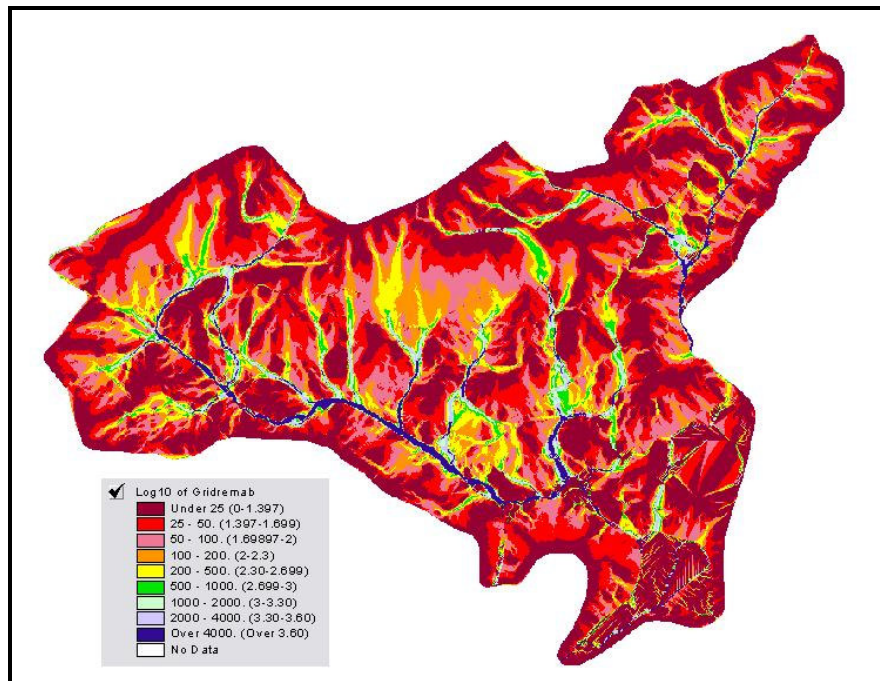 Log10 of Gridremab
Under 25 (0-1.397)
25 - 50. (1.397-1.699)
50 - 100. (1.69897-2)
100 - 200. (2-2.3)
200 - 500. (2.30-2.699)
500 - 1000. (2.699-3)
1000 - 2000. (3-3.30)
2000 - 4000. (3.30-3.60)
Over 4000. (Over 3.60)
No Data